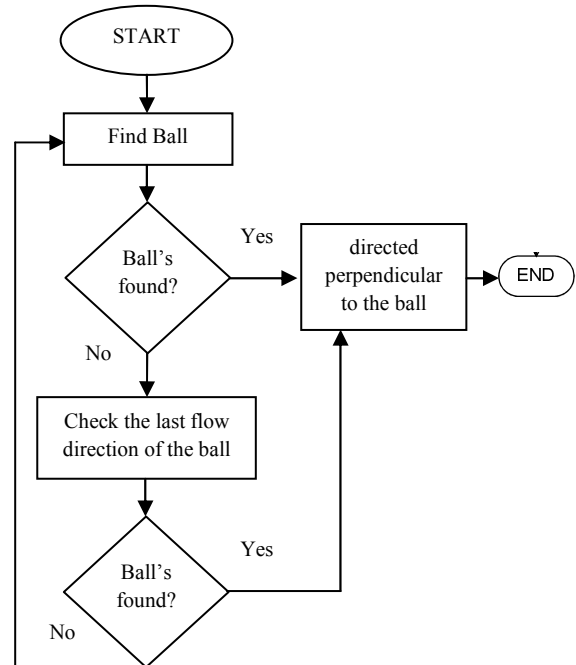 START
Find Ball
Ball's
found?
Yes
directed
perpendicular
to the ball
END
No
Check the last flow
direction of the ball
Ball's
found?
Yes
No